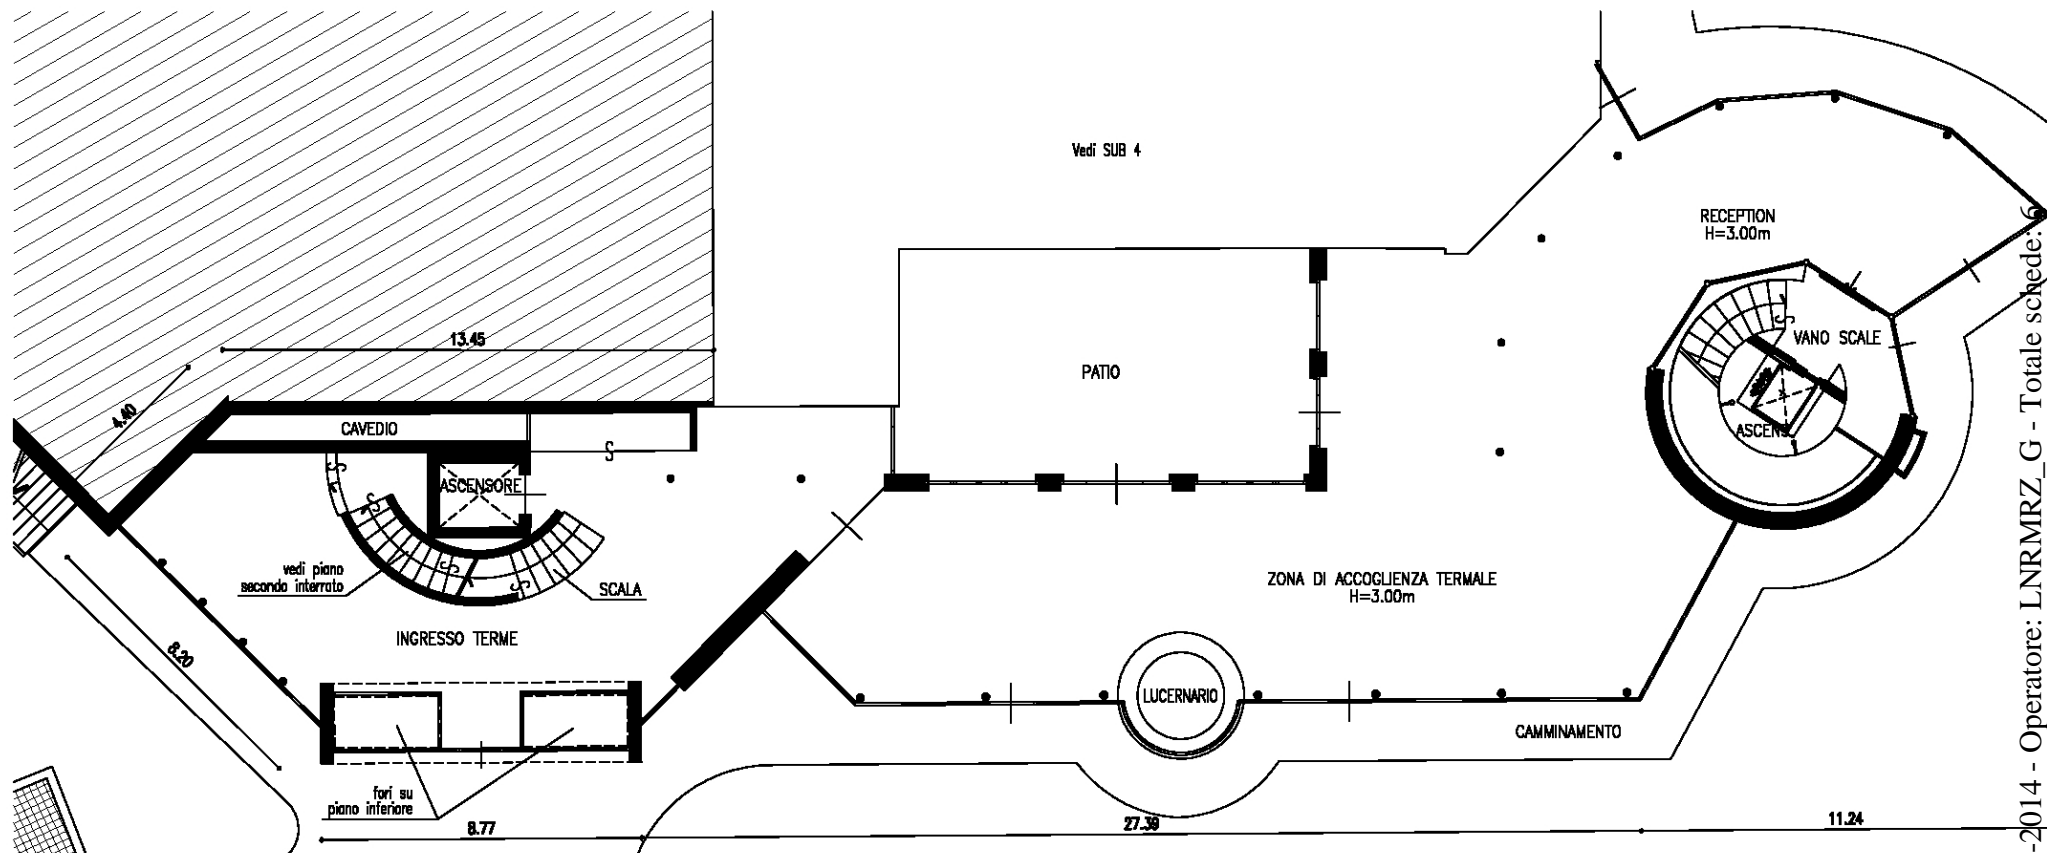 Vedi SUB 4
RECEPTION
H=3.00m
13.45
VANO SCALE
PATIO
4.40
CAVEDIO
S
ASCENS.
ASCENSORE
S
S
vedi piano
secondo interrato
S
S
SCALA
ZONA DI ACCOGLIENZA TERMALE
H=3.00m
INGRESSO TERME
8.20
LUCERNARIO
CAMMINAMENTO
fori su
piano inferiore
8.77
27.39
11.24
-2014 - Operatore: LNRMRZ_G - Totale schede: 6